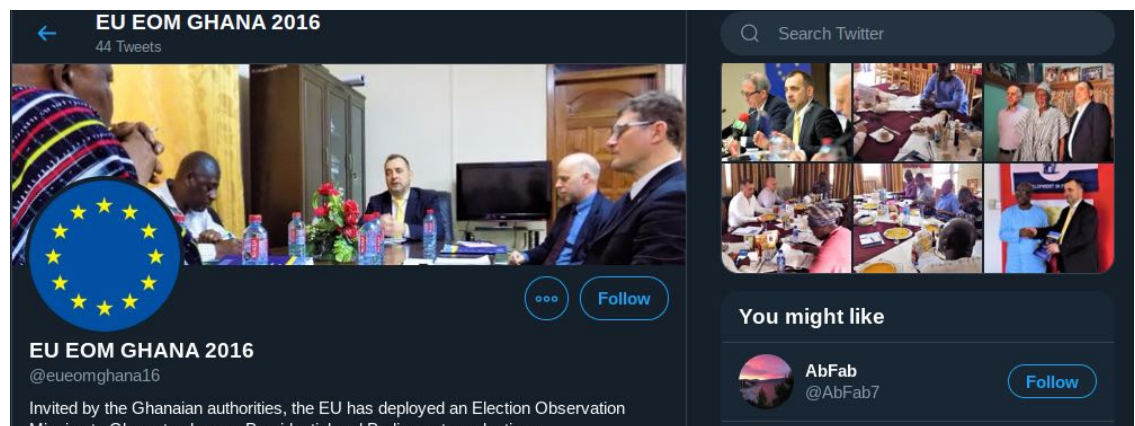 EU EOM GHANA 2016
44 Tweets
Search Twitter
Follow
EU EOM GHANA 2016
@eueomghana16
Invited by the Ghanaian authorities, the EU has deployed an Election Observation
You might like
AbFab
@AbFab7
Follow